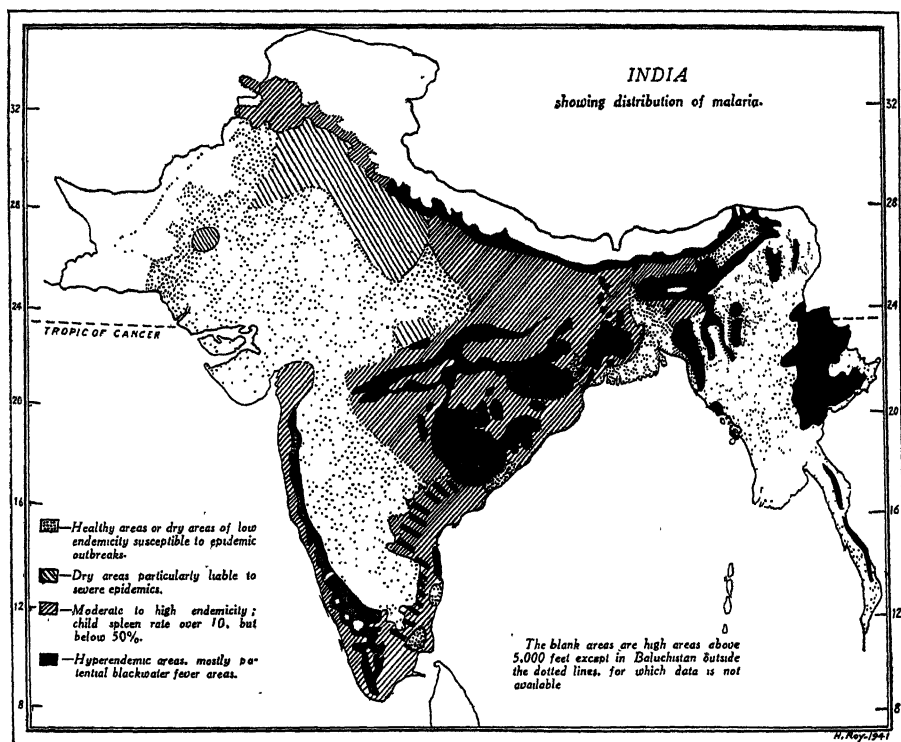 INDIA
showing distribution of malaria.
32
32
28
28
24
24
TROPIC OF CANCER
20
20
16
16
12
12
8
8
—Healthy areas or dry areas of low
endemicity susceptible to epidemic
outbreaks.
—Dry areas particularly liable to
severe epidemics.
—Moderate to high endemicity;
child spleen rate over 10, but
below 50%.
—Hyperendemic areas, mostly po-
tential blackwater fever areas.
The blank areas are high areas above
5,000 feet except in Baluchistan outside
the dotted lines, for which data is not
available
H. Roy-1941